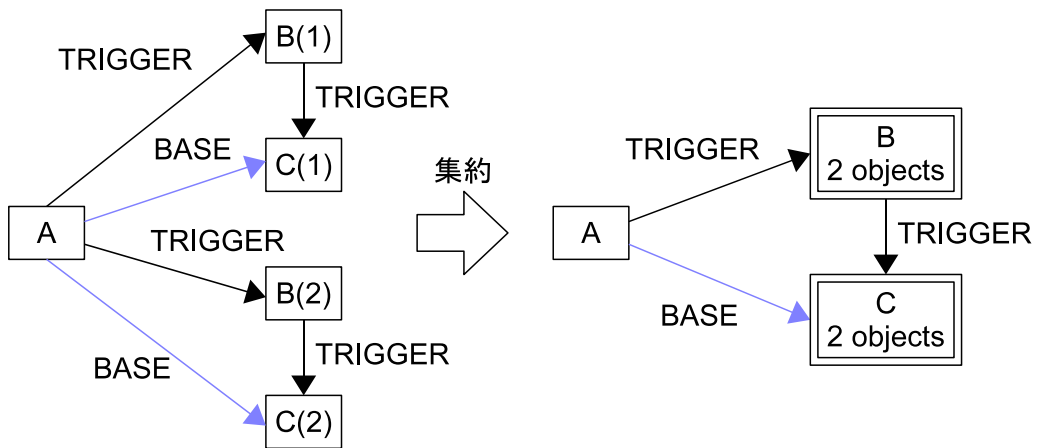 B(1)
TRIGGER
TRIGGER
BASE
C(1)
A
TRIGGER
B(2)
TRIGGER
BASE
C(2)
集約
B
2 objects
TRIGGER
A
TRIGGER
BASE
C
2 objects